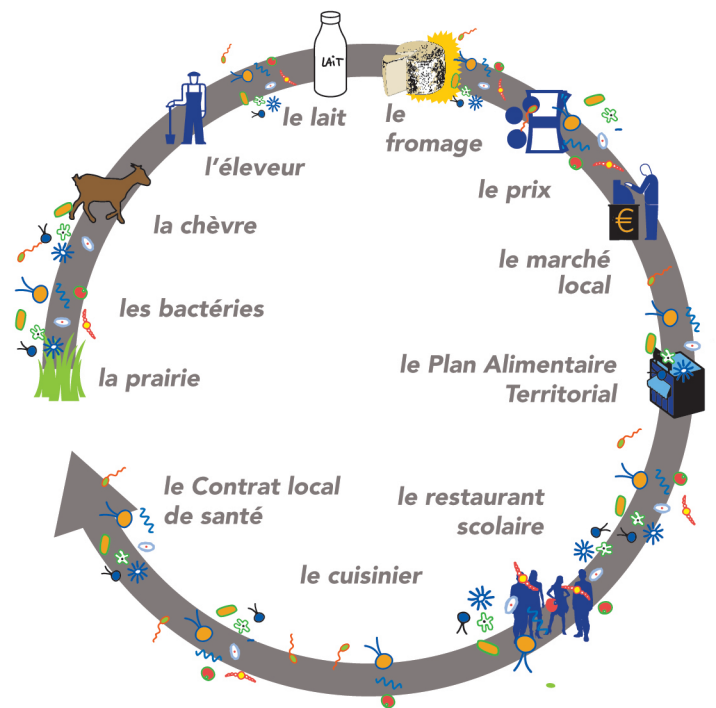 LAiT
le lait
le
fromage
l'éleveur
le prix
la chèvre
€
le marché
local
les bactéries
la prairie
le Plan Alimentaire
Territorial
le Contrat local
de santé
le restaurant
scolaire
le cuisinier